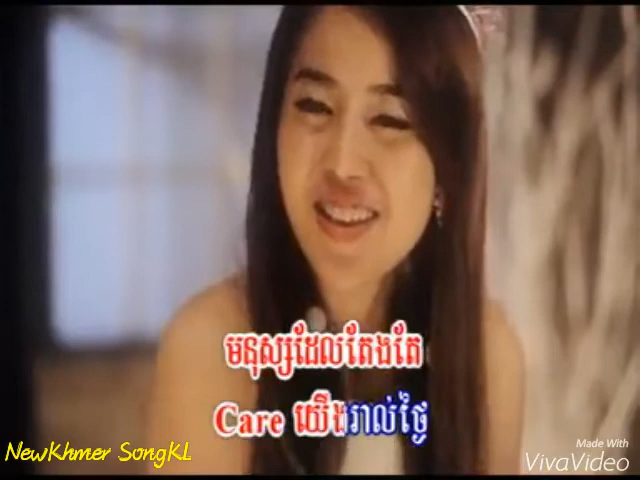 មនុស្សដែលតែងតែ
Care យើងរាល់ថ្ងៃ
NewKhmer SongKL
Made With
VivaVideo